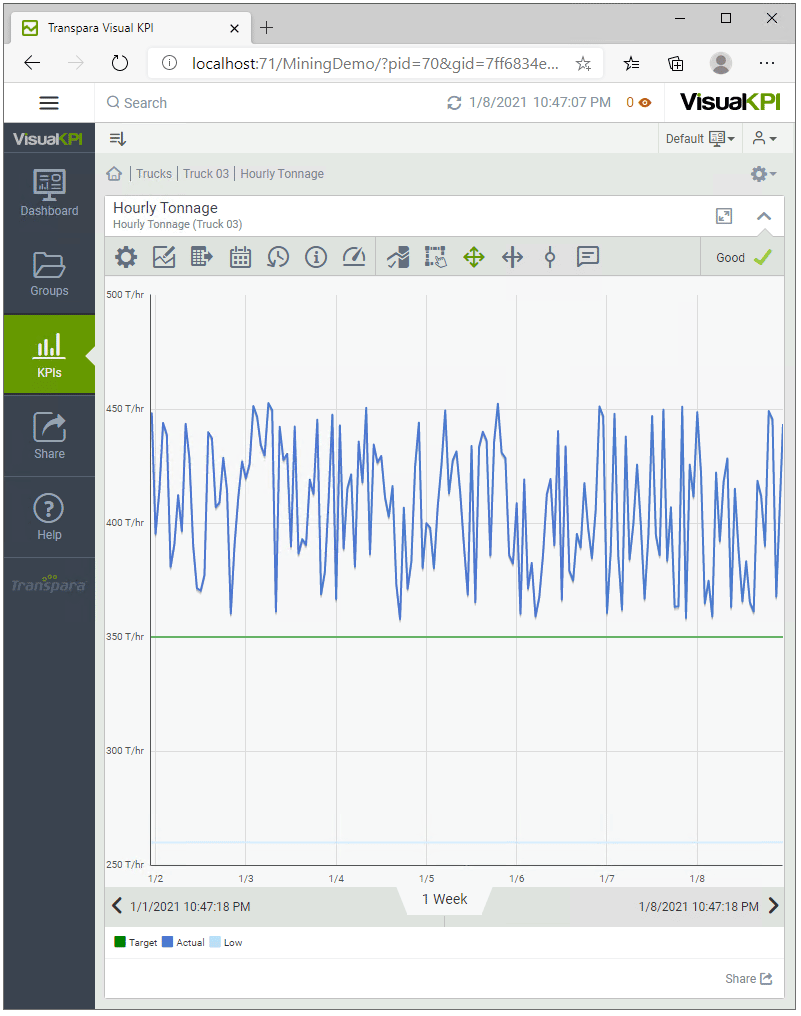 Transpara Visual KPI
localhost:71/MiningDemo/?pid=70&gid=7ff6834e...
Search
1/8/2021 10:47:07 PM
0
VisualKPI
VisualKPI
Default
Dashboard
Trucks | Truck 03 | Hourly Tonnage
Hourly Tonnage
Hourly Tonnage (Truck 03)
Groups
Good
KPIs
Share
Help
Transpara
500 T/hr
450 T/hr
400 T/hr
350 T/hr
300 T/hr
250 T/hr
1/2 1/3 1/4 1/5 1/6 1/7 1/8
1/1/2021 10:47:18 PM
1 Week
1/8/2021 10:47:18 PM
Target Actual Low
Share